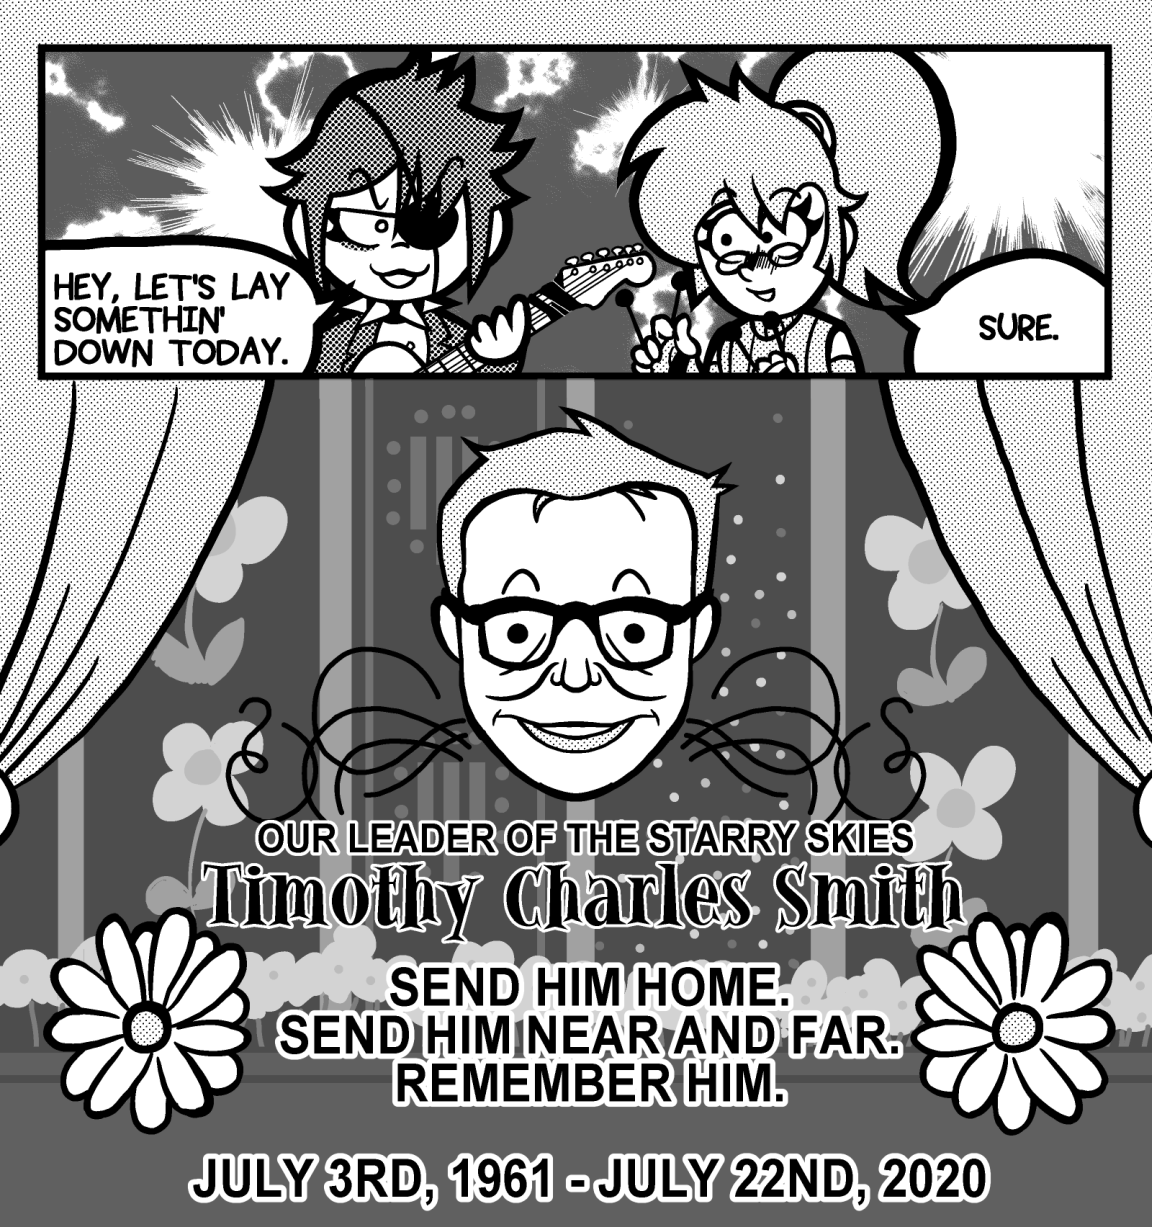 HEY, LET'S LAY
SOMETHIN'
DOWN TODAY.
SURE.
OUR LEADER OF THE STARRY SKIES
Timothy Charles Smith
SEND HIM HOME.
SEND HIM NEAR AND FAR.
REMEMBER HIM.
JULY 3RD, 1961 - JULY 22ND, 2020